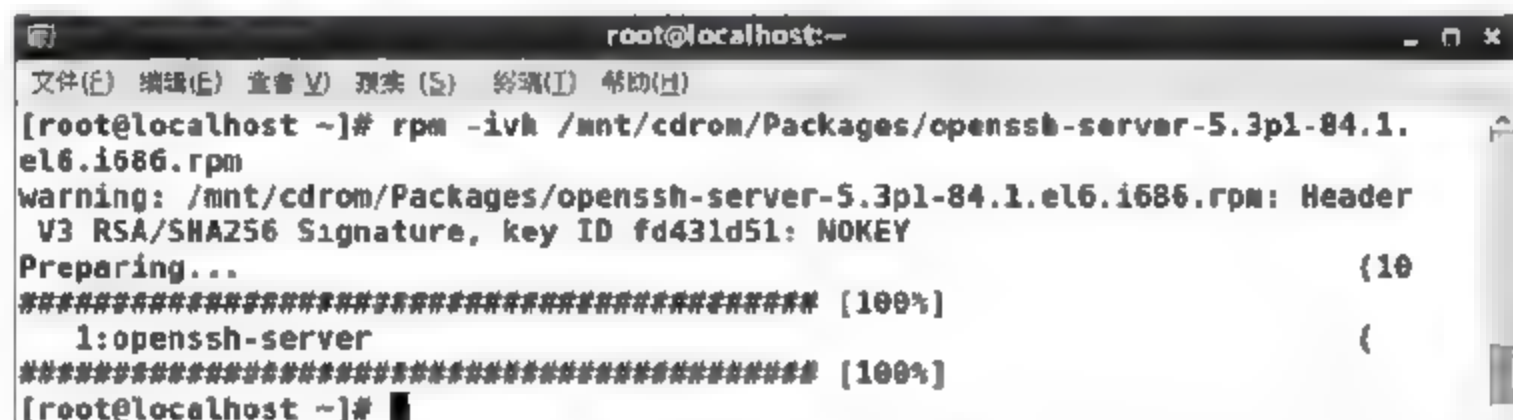 root@localhost:~
文件(E) 编辑(E) 查看 V) 搜索 (S) 终端(T) 帮助(H)
[root@localhost ~]# rpm -ivh /mnt/cdrom/Packages/openssh-server-5.3p1-84.1.
el6.i686.rpm
warning: /mnt/cdrom/Packages/openssh-server-5.3p1-84.1.el6.i686.rpm: Header
V3 RSA/SHA256 Signature, key ID fd431d51: NOKEY
Preparing... (10
########################################### [100%]
1:openssh-server (
########################################### [100%]
[root@localhost ~]#